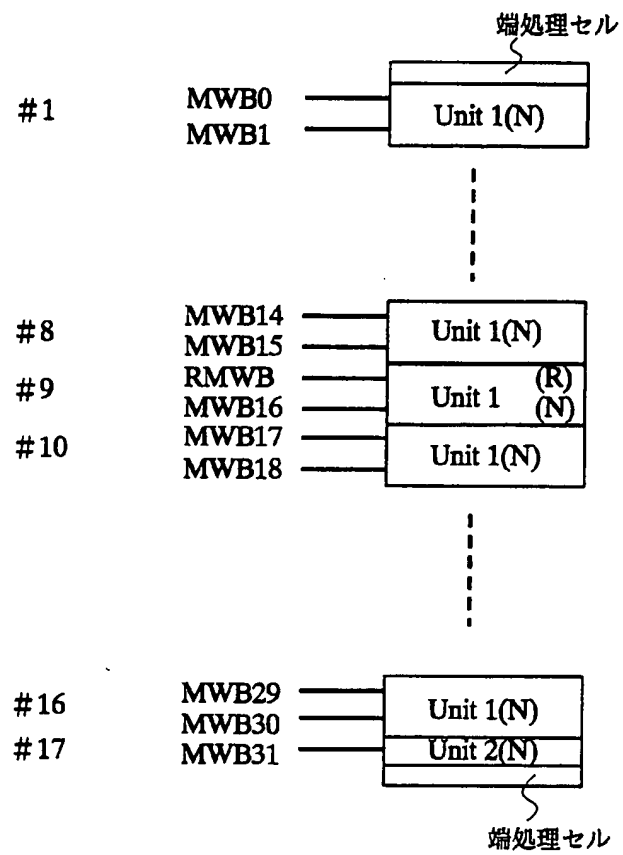 端処理セル
#1 MWB0 Unit 1(N)
MWB1
#8 MWB14 Unit 1(N)
MWB15
#9 RMWB Unit 1 (R)
MWB16 (N)
#10 MWB17 Unit 1(N)
MWB18
#16 MWB29 Unit 1(N)
MWB30
#17 MWB31 Unit 2(N)
端処理セル